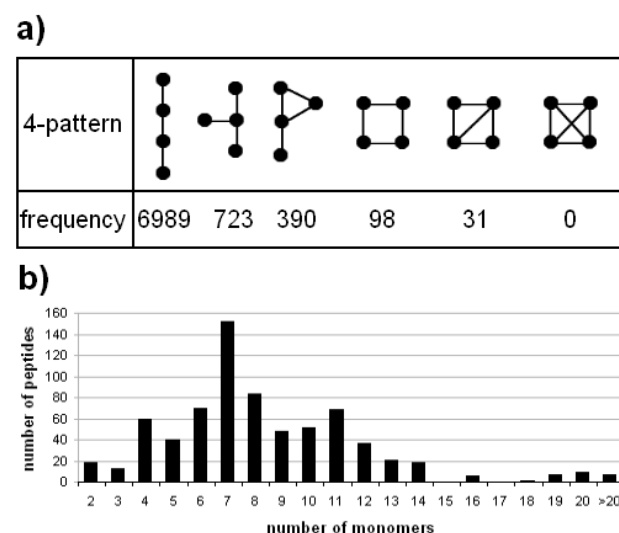 a)
4-pattern
frequency 6989 723 390 98 31 0
b)
160
140
120
100
80
60
40
20
0
number of peptides
2 3 4 5 6 7 8 9 10 11 12 13 14 15 16 17 18 19 20 >20
number of monomers